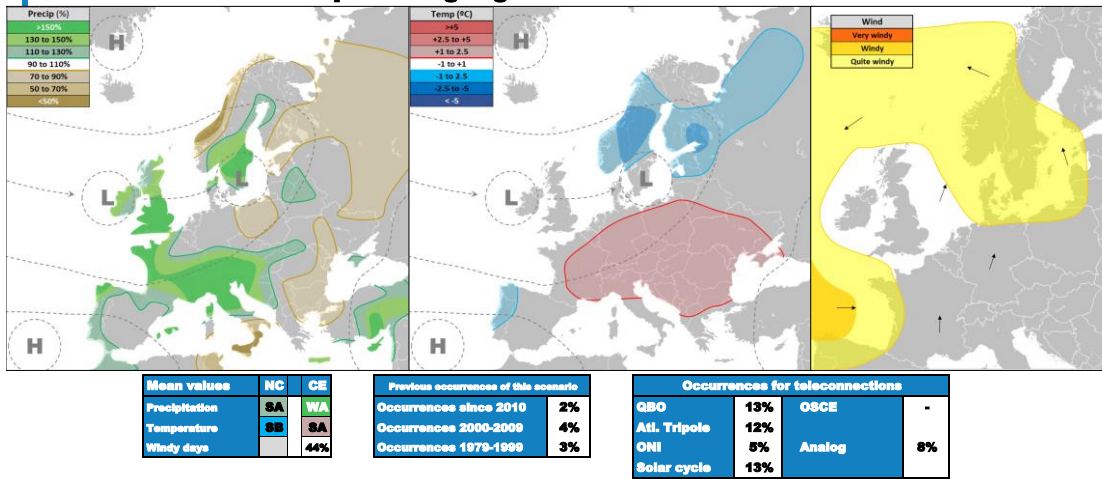 Precip (%)
>150%
130 to 150%
110 to 130%
90 to 110%
70 to 90%
50 to 70%
<50%
H
L
L
H
Temp (ºC)
>+5
+2.5 to +5
+1 to 2.5
-1 to +1
-1 to 2.5
-2.5 to -5
< -5
H
L
L
H
Wind
Very windy
Windy
Quite windy
Mean values NC CE
Precipitation SA WA
Temperature SB SA
Windy days 44%
Previous occurrences of this scenario
Occurrences since 2010 2%
Occurrences 2000-2009 4%
Occurrences 1979-1999 3%
Occurrences for teleconnections
QBO 13% OSCE -
Atl. Tripole 12%
ONI 5% Analog 8%
Solar cycle 13%